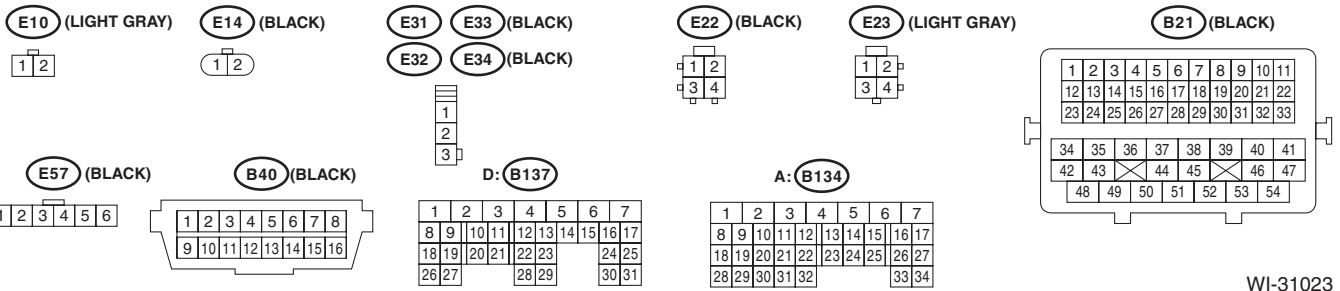 E10 (LIGHT GRAY) E14 (BLACK) E31 E33 (BLACK) E22 (BLACK) E23 (LIGHT GRAY) B21 (BLACK)
E32 E34 (BLACK)
1 2
1 2
1
2
3
1 2
3 4
1 2
3 4
1 2 3 4 5 6 7 8 9 10 11
12 13 14 15 16 17 18 19 20 21 22
23 24 25 26 27 28 29 30 31 32 33
34 35 36 37 38 39 40 41
42 43 44 45 46 47
48 49 50 51 52 53 54
E57 (BLACK) B40 (BLACK) D: B137 A: B134
1 2 3 4 5 6
1 2 3 4 5 6 7 8
9 10 11 12 13 14 15 16
1 2 3 4 5 6 7
8 9 10 11 12 13 14 15 16 17
18 19 20 21 22 23 24 25
26 27 28 29 30 31
1 2 3 4 5 6 7
8 9 10 11 12 13 14 15 16 17
18 19 20 21 22 23 24 25 26 27
28 29 30 31 32 33 34
WI-31023